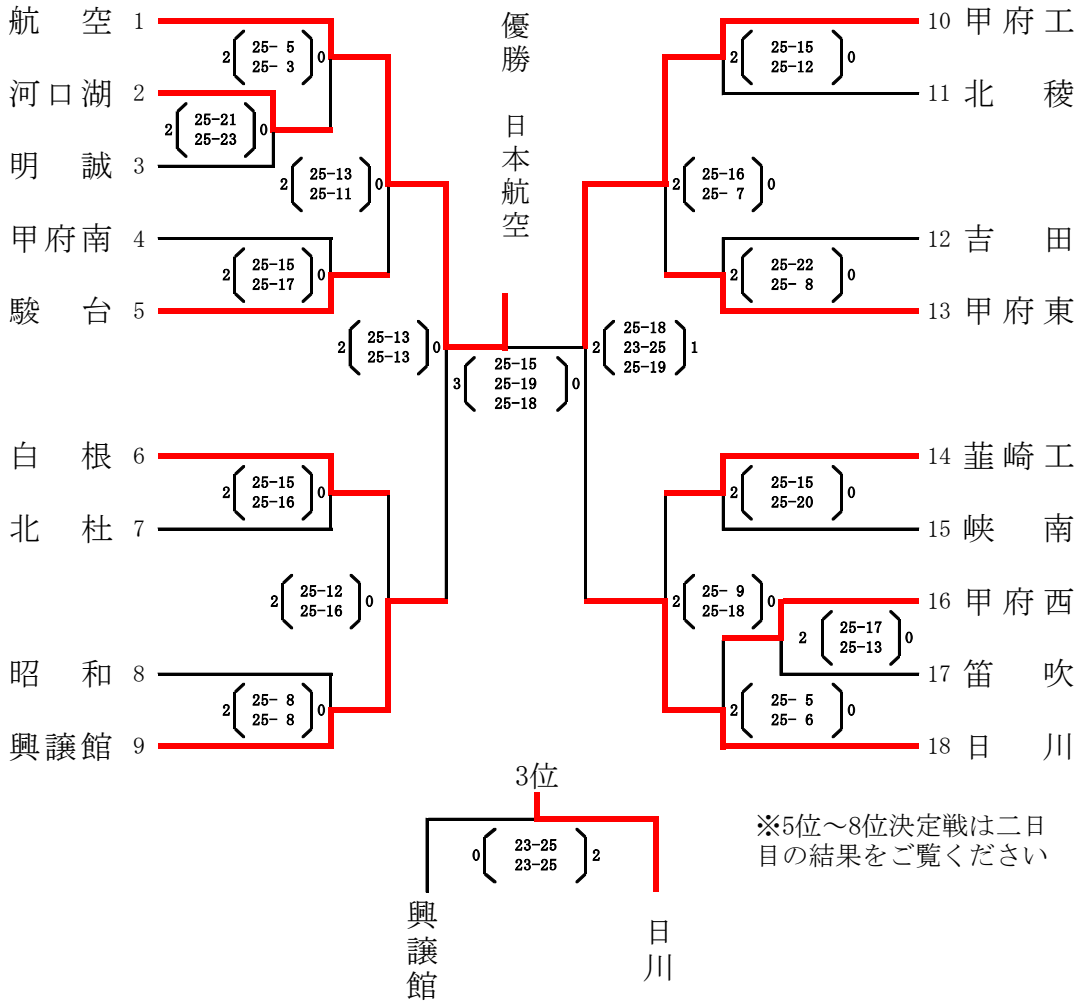 航空 1
2 25- 5 0
25- 3
河口湖 2
2 25-21 0
25-23
明誠 3
2 25-13 0
25-11
甲府南 4
2 25-15 0
25-17
駿台 5
2 25-13 0
25-13
白根 6
2 25-15 0
25-16
北杜 7
2 25-12 0
25-16
昭和 8
2 25- 8 0
25- 8
興譲館 9
優勝 日本航空
3 25-15 0
25-19
25-18
10 甲府工
2 25-15 0
25-12
11 北稜
2 25-16 0
25- 7
12 吉田
2 25-22 0
25- 8
13 甲府東
2 25-18 1
23-25
25-19
14 韮崎工
2 25-15 0
25-20
15 峡南
2 25- 9 0
25-18
16 甲府西
2 25-17 0
25-13
17 笛吹
2 25- 5 0
25- 6
18 日川
3位
0 23-25 2
23-25
興譲館
日川
※5位～8位決定戦は二日
目の結果をご覧ください